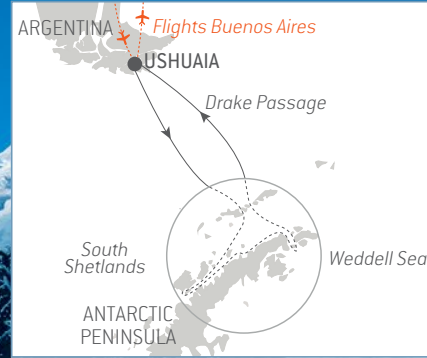 ARGENTINA
Flights Buenos Aires
USHUAIA
Drake Passage
South
Shetlands
Weddell Sea
ANTARCTIC
PENINSULA